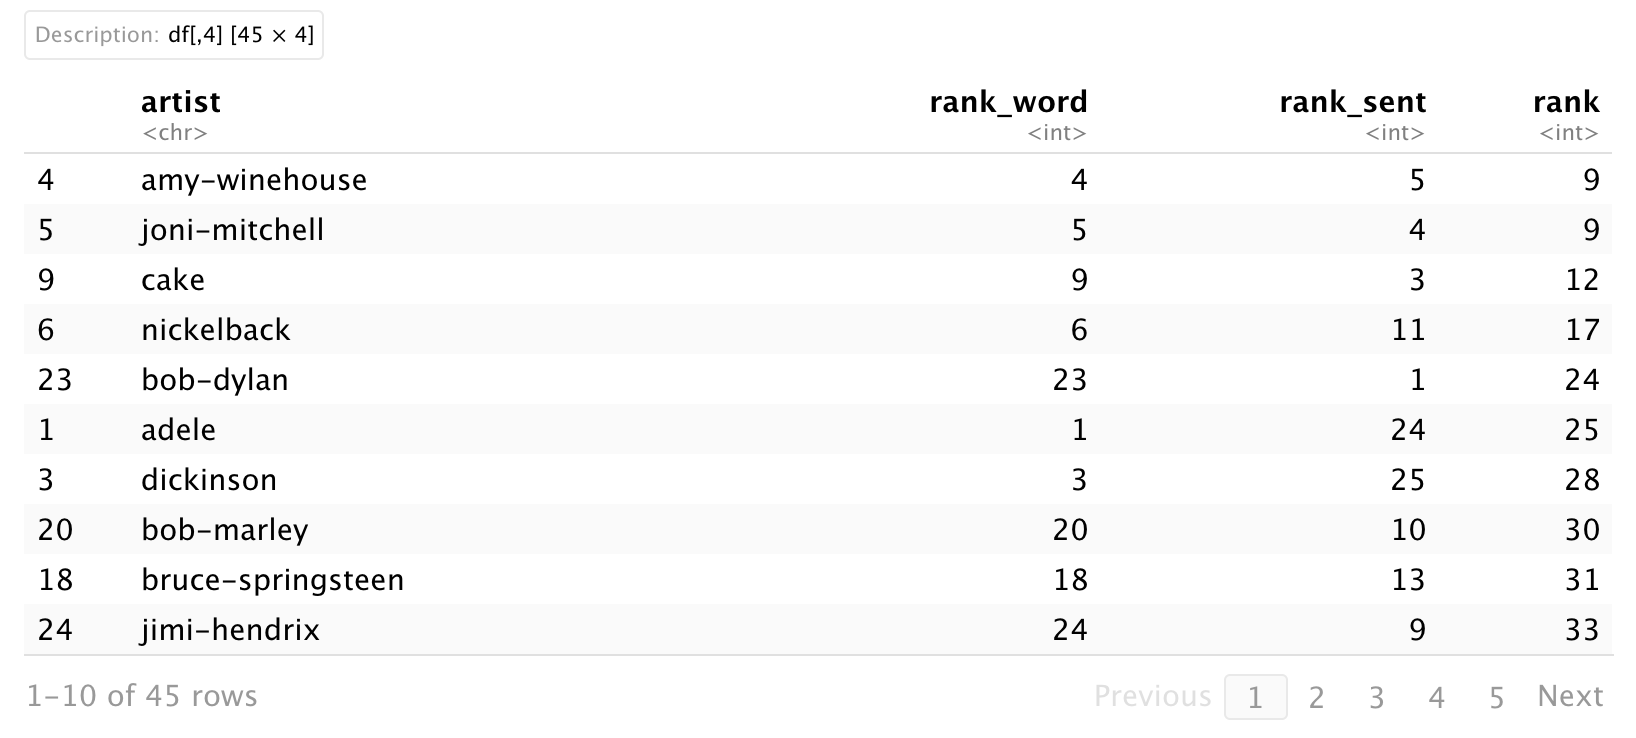 Description: df[,4] [45 × 4]
artist rank_word rank_sent rank
<chr> <int> <int> <int>
4 amy-winehouse 4 5 9
5 joni-mitchell 5 4 9
9 cake 9 3 12
6 nickelback 6 11 17
23 bob-dylan 23 1 24
1 adele 1 24 25
3 dickinson 3 25 28
20 bob-marley 20 10 30
18 bruce-springsteen 18 13 31
24 jimi-hendrix 24 9 33
1-10 of 45 rows Previous 1 2 3 4 5 Next